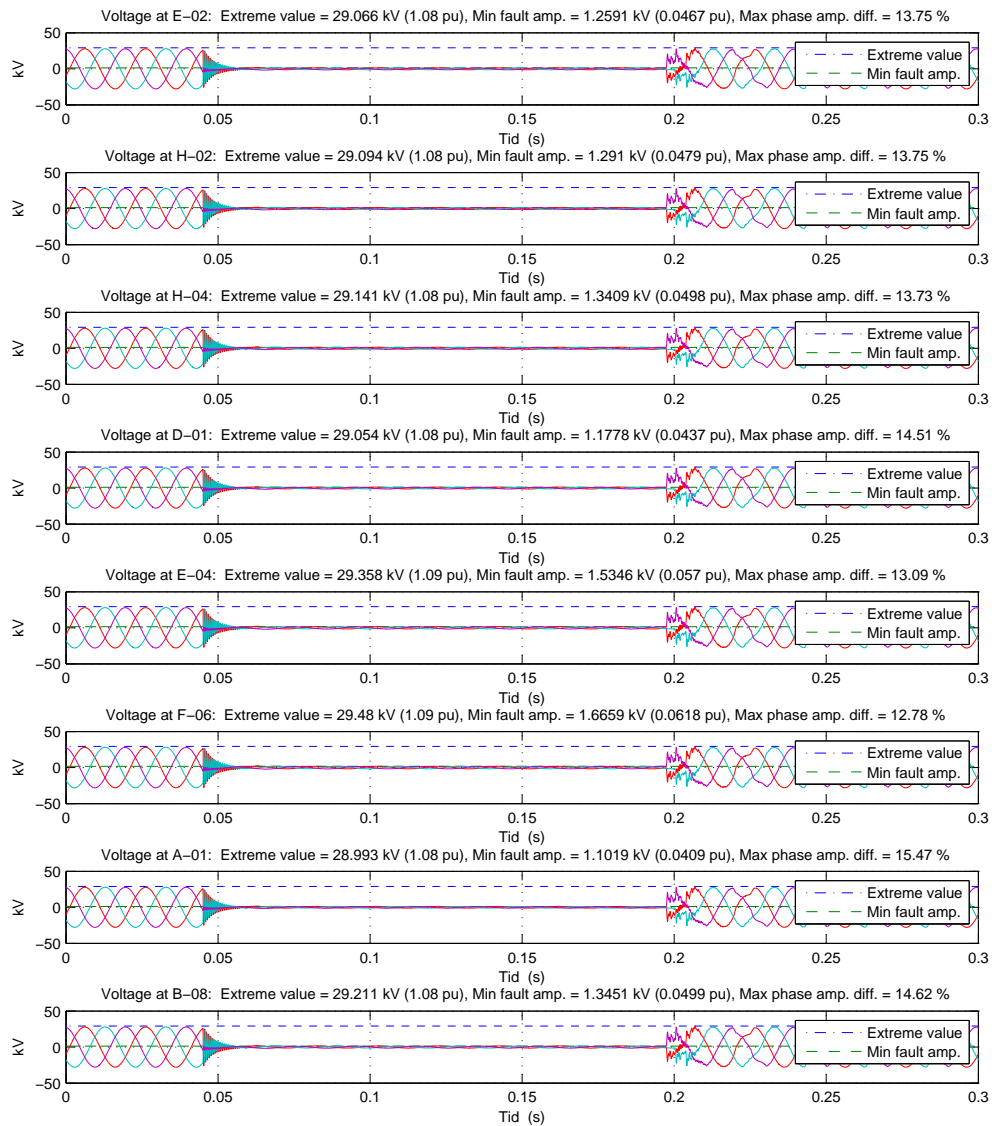 Voltage at E−02: Extreme value = 29.066 kV (1.08 pu), Min fault amp. = 1.2591 kV (0.0467 pu), Max phase amp. diff. = 13.75 %
50
0
−50
kV
Extreme value
Min fault amp.
0 0.05 0.1 0.15 0.2 0.25 0.3
Tid (s)
Voltage at H−02: Extreme value = 29.094 kV (1.08 pu), Min fault amp. = 1.291 kV (0.0479 pu), Max phase amp. diff. = 13.75 %
50
0
−50
kV
Extreme value
Min fault amp.
0 0.05 0.1 0.15 0.2 0.25 0.3
Tid (s)
Voltage at H−04: Extreme value = 29.141 kV (1.08 pu), Min fault amp. = 1.3409 kV (0.0498 pu), Max phase amp. diff. = 13.73 %
50
0
−50
kV
Extreme value
Min fault amp.
0 0.05 0.1 0.15 0.2 0.25 0.3
Tid (s)
Voltage at D−01: Extreme value = 29.054 kV (1.08 pu), Min fault amp. = 1.1778 kV (0.0437 pu), Max phase amp. diff. = 14.51 %
50
0
−50
kV
Extreme value
Min fault amp.
0 0.05 0.1 0.15 0.2 0.25 0.3
Tid (s)
Voltage at E−04: Extreme value = 29.358 kV (1.09 pu), Min fault amp. = 1.5346 kV (0.057 pu), Max phase amp. diff. = 13.09 %
50
0
−50
kV
Extreme value
Min fault amp.
0 0.05 0.1 0.15 0.2 0.25 0.3
Tid (s)
Voltage at F−06: Extreme value = 29.48 kV (1.09 pu), Min fault amp. = 1.6659 kV (0.0618 pu), Max phase amp. diff. = 12.78 %
50
0
−50
kV
Extreme value
Min fault amp.
0 0.05 0.1 0.15 0.2 0.25 0.3
Tid (s)
Voltage at A−01: Extreme value = 28.993 kV (1.08 pu), Min fault amp. = 1.1019 kV (0.0409 pu), Max phase amp. diff. = 15.47 %
50
0
−50
kV
Extreme value
Min fault amp.
0 0.05 0.1 0.15 0.2 0.25 0.3
Tid (s)
Voltage at B−08: Extreme value = 29.211 kV (1.08 pu), Min fault amp. = 1.3451 kV (0.0499 pu), Max phase amp. diff. = 14.62 %
50
0
−50
kV
Extreme value
Min fault amp.
0 0.05 0.1 0.15 0.2 0.25 0.3
Tid (s)